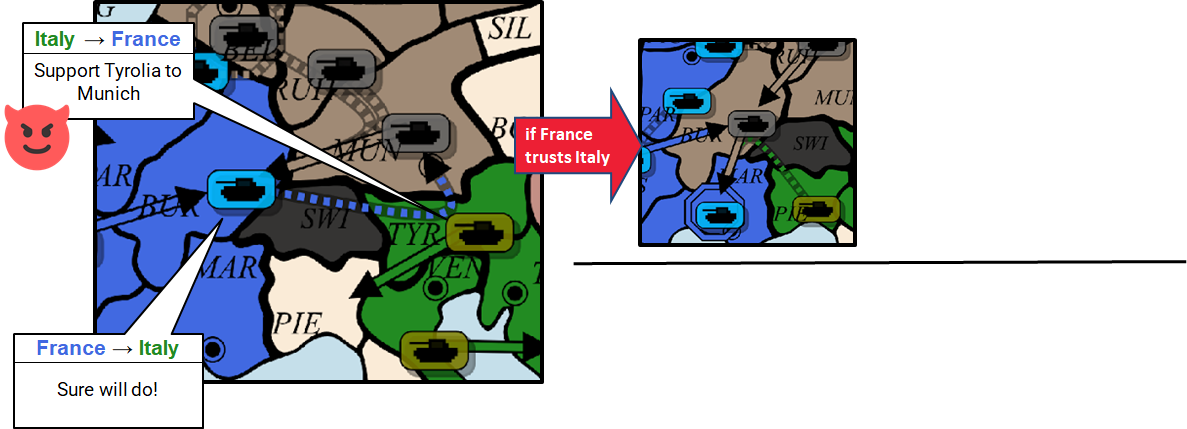 Italy → France
Support Tyrolia to
Munich
G
BEL
RUH
SIL
MUN
AR
BUR
SWI
TYR
MAR
VEN
PIE
France → Italy
Sure will do!
if France
trusts Italy
RUH
PAR
MUN
BUR
SWI
MAR
PIE